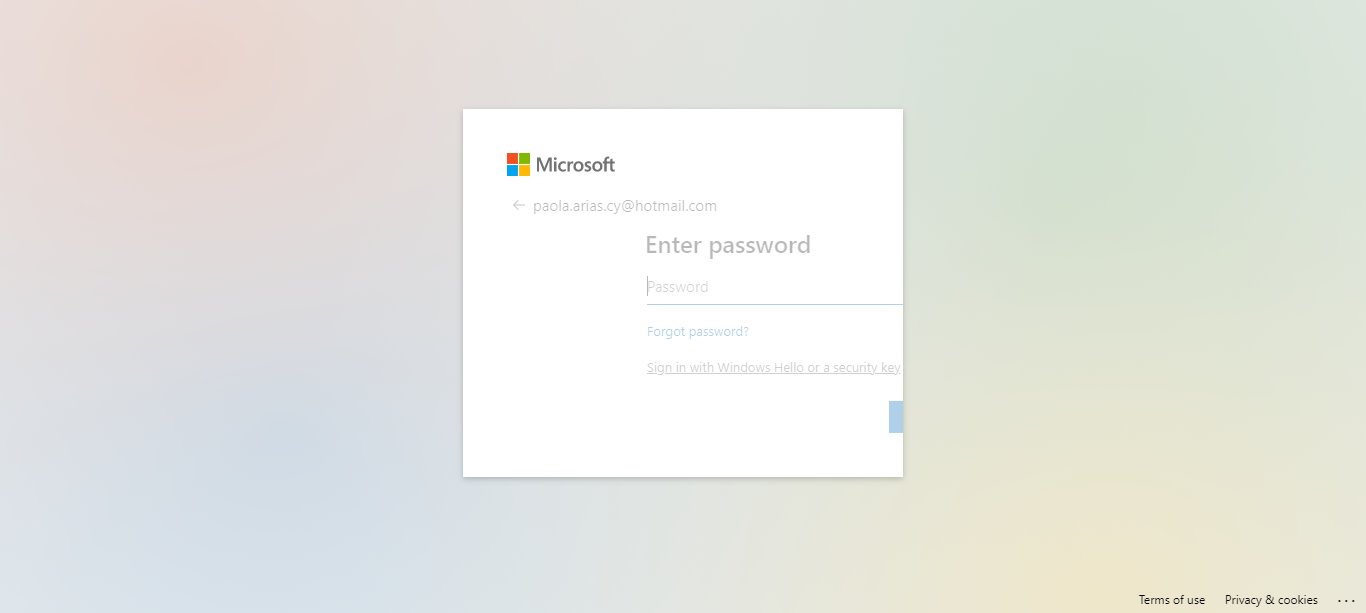 Microsoft
paola.arias.cy@hotmail.com
Enter password
Password
Forgot password?
Sign in with Windows Hello or a security key
Terms of use Privacy & cookies ...